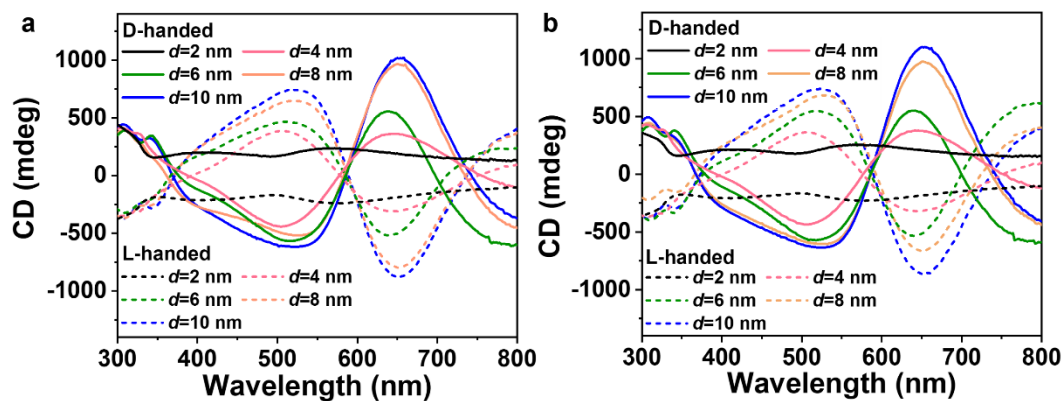 a
D-handed
d=2 nm d=4 nm
d=6 nm d=8 nm
d=10 nm
L-handed
d=2 nm d=4 nm
d=6 nm d=8 nm
d=10 nm
1000
500
0
-500
-1000
CD (mdeg)
300 400 500 600 700 800
Wavelength (nm)
b
D-handed
d=2 nm d=4 nm
d=6 nm d=8 nm
d=10 nm
L-handed
d=2 nm d=4 nm
d=6 nm d=8 nm
d=10 nm
1000
500
0
-500
-1000
CD (mdeg)
300 400 500 600 700 800
Wavelength (nm)